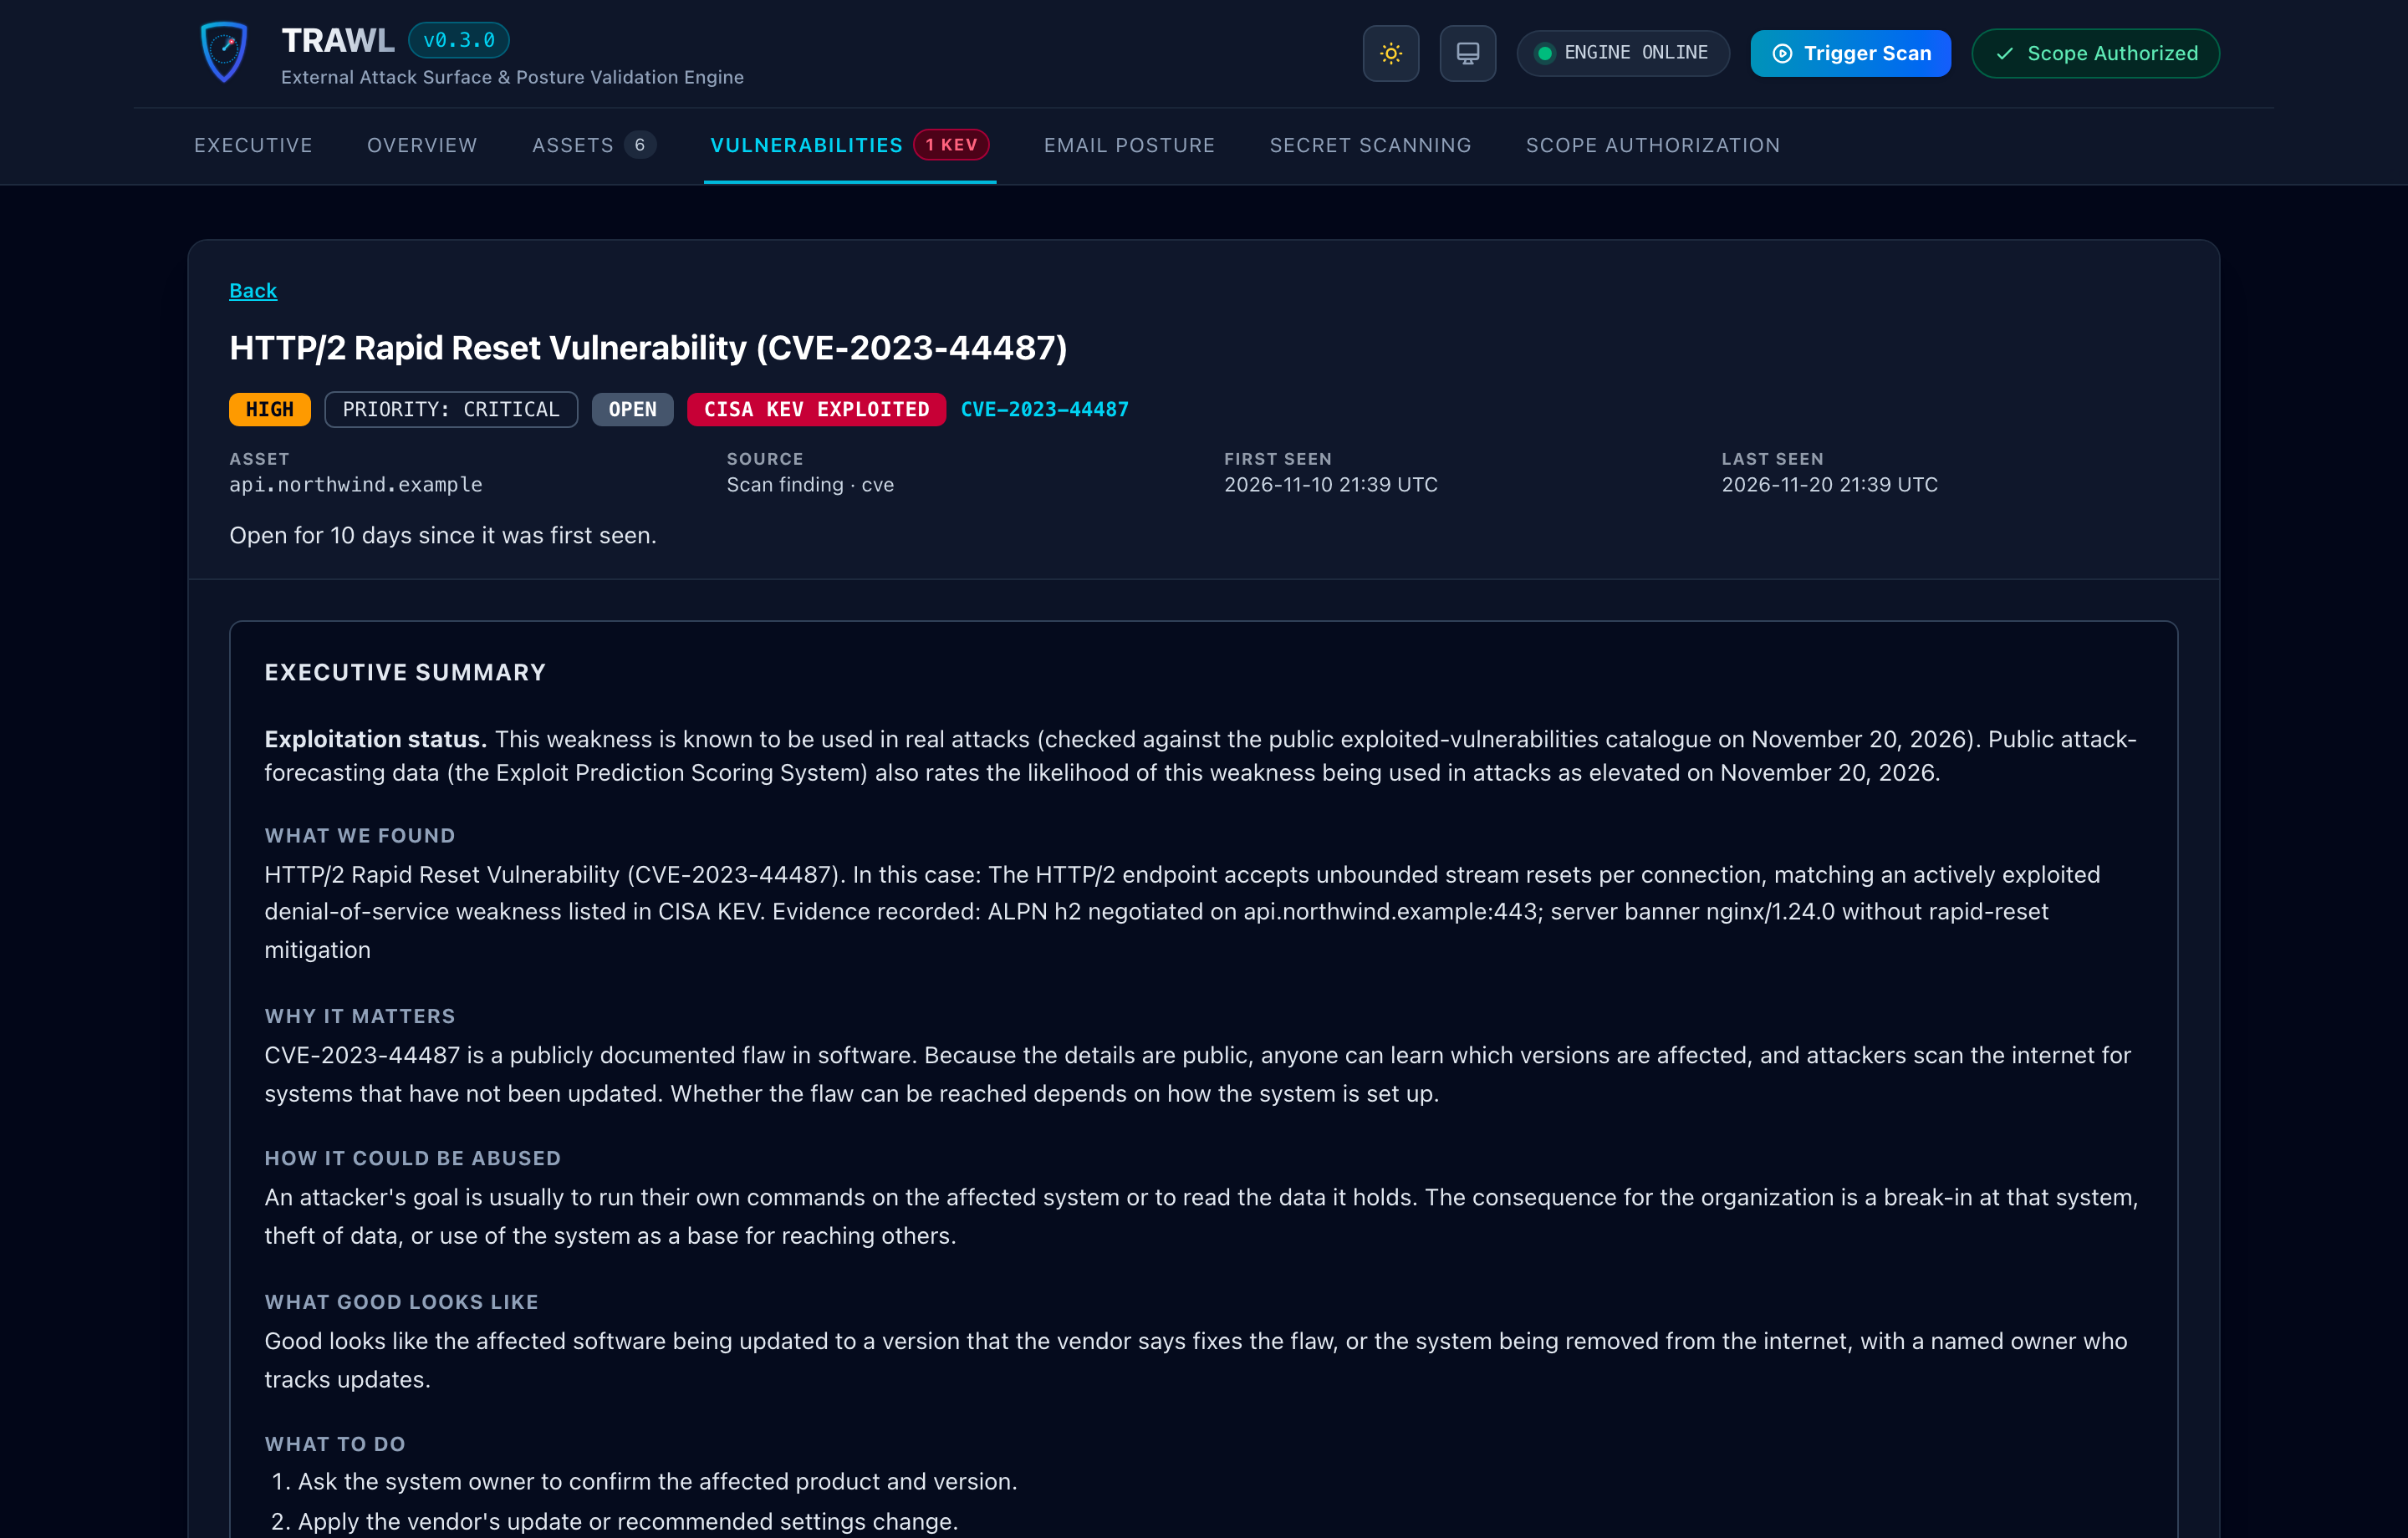 TRAWL v0.3.0
External Attack Surface & Posture Validation Engine
ENGINE ONLINE
Trigger Scan
Scope Authorized
EXECUTIVE OVERVIEW ASSETS 6 VULNERABILITIES 1 KEV EMAIL POSTURE SECRET SCANNING SCOPE AUTHORIZATION
Back
HTTP/2 Rapid Reset Vulnerability (CVE-2023-44487)
HIGH PRIORITY: CRITICAL OPEN CISA KEV EXPLOITED CVE-2023-44487
ASSET
api.northwind.example
SOURCE
Scan finding · cve
FIRST SEEN
2026-11-10 21:39 UTC
LAST SEEN
2026-11-20 21:39 UTC
Open for 10 days since it was first seen.
EXECUTIVE SUMMARY
Exploitation status. This weakness is known to be used in real attacks (checked against the public exploited-vulnerabilities catalogue on November 20, 2026). Public attack-
forecasting data (the Exploit Prediction Scoring System) also rates the likelihood of this weakness being used in attacks as elevated on November 20, 2026.
WHAT WE FOUND
HTTP/2 Rapid Reset Vulnerability (CVE-2023-44487). In this case: The HTTP/2 endpoint accepts unbounded stream resets per connection, matching an actively exploited
denial-of-service weakness listed in CISA KEV. Evidence recorded: ALPN h2 negotiated on api.northwind.example:443; server banner nginx/1.24.0 without rapid-reset
mitigation
WHY IT MATTERS
CVE-2023-44487 is a publicly documented flaw in software. Because the details are public, anyone can learn which versions are affected, and attackers scan the internet for
systems that have not been updated. Whether the flaw can be reached depends on how the system is set up.
HOW IT COULD BE ABUSED
An attacker's goal is usually to run their own commands on the affected system or to read the data it holds. The consequence for the organization is a break-in at that system,
theft of data, or use of the system as a base for reaching others.
WHAT GOOD LOOKS LIKE
Good looks like the affected software being updated to a version that the vendor says fixes the flaw, or the system being removed from the internet, with a named owner who
tracks updates.
WHAT TO DO
1. Ask the system owner to confirm the affected product and version.
2. Apply the vendor's update or recommended settings change.